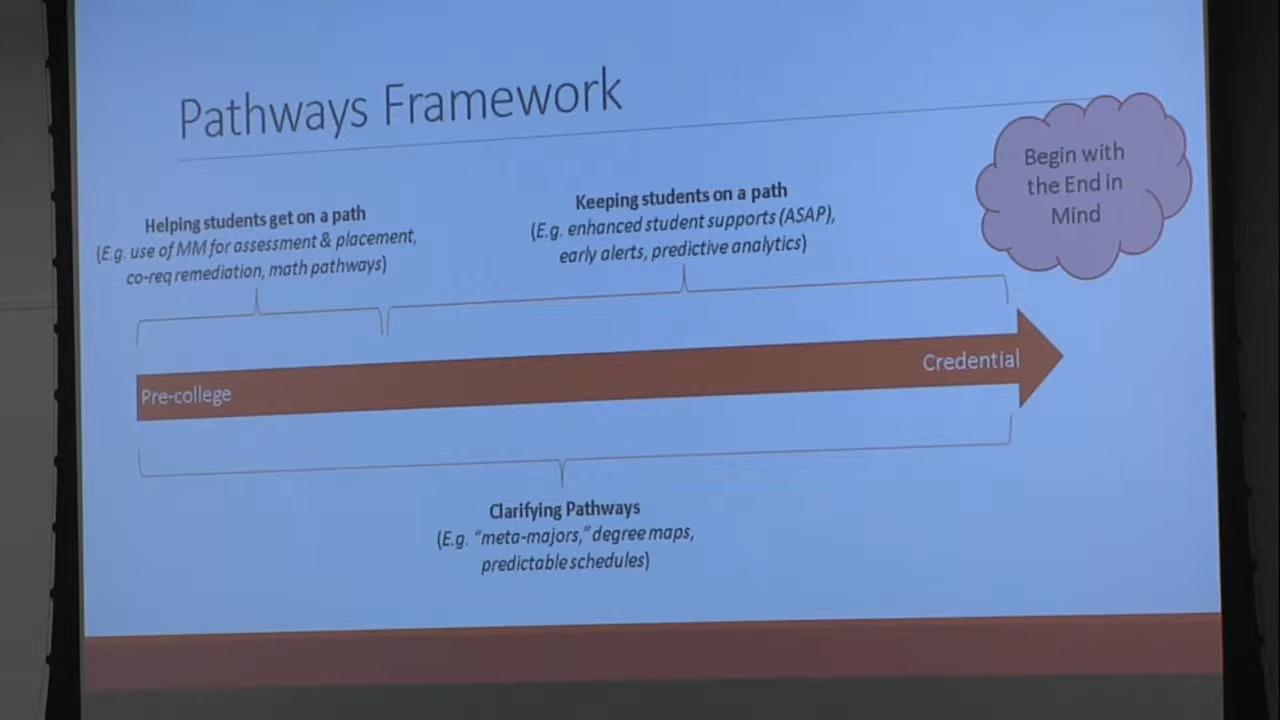 Pathways Framework
Begin with
the End in
Mind
Helping students get on a path
(E.g. use of MM for assessment & placement,
co-req remediation, math pathways)
Keeping students on a path
(E.g. enhanced student supports (ASAP),
early alerts, predictive analytics)
Pre-college
Credential
Clarifying Pathways
(E.g. “meta-majors,” degree maps,
predictable schedules)